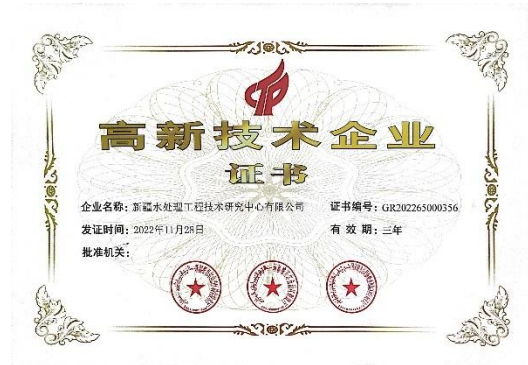 高新技术企业
证书
企业名称：新疆水处理工程技术研究中心有限公司 证书编号：GR202265000356
发证时间：2022年11月28日 有 效 期：三年
批准机关：